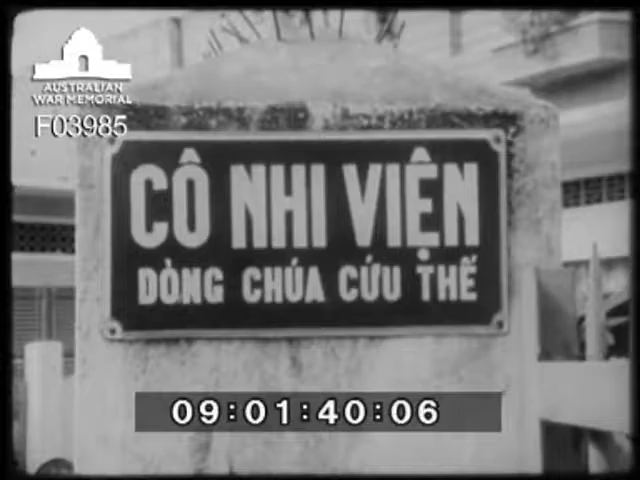 AUSTRALIAN
WAR MEMORIAL
F03985
CÔ NHI VIỆN
DÒNG CHÚA CỨU THẾ
09:01:40:06